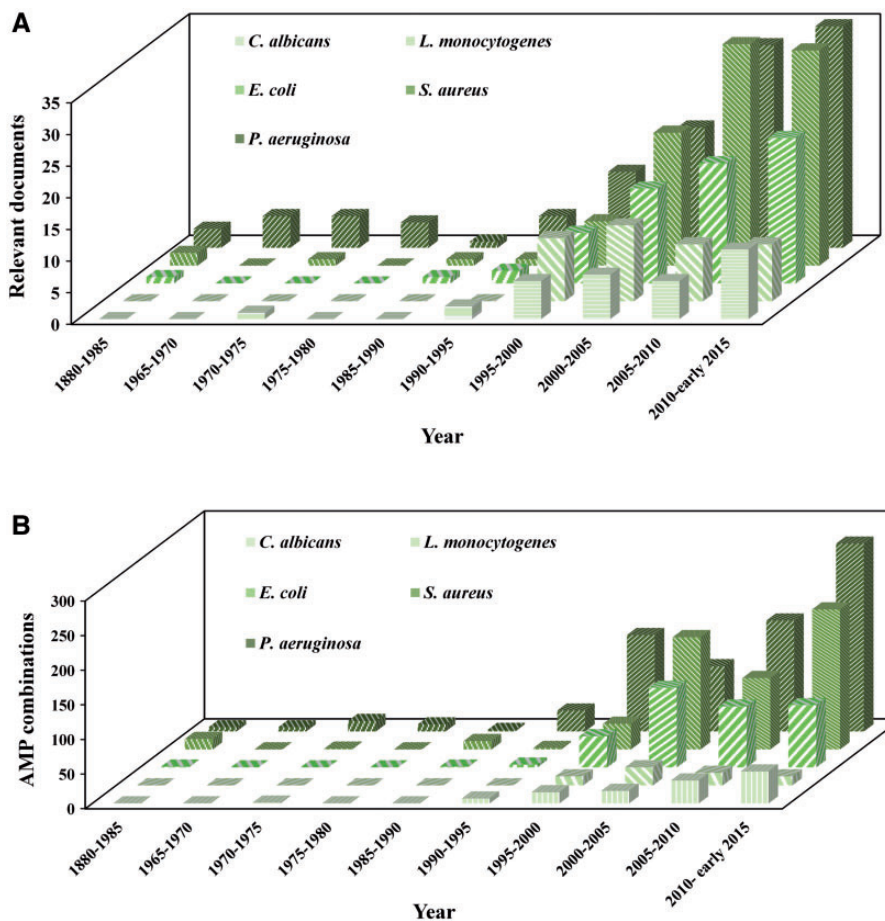 A
C. albicans L. monocytogenes
E. coli S. aureus
P. aeruginosa
Relevant documents
35
30
25
20
15
10
5
0
1880-1985
1965-1970
1970-1975
1975-1980
1985-1990
1990-1995
1995-2000
2000-2005
2005-2010
2010-early 2015
Year
B
C. albicans L. monocytogenes
E. coli S. aureus
P. aeruginosa
AMP combinations
300
250
200
150
100
50
0
1880-1985
1965-1970
1970-1975
1975-1980
1985-1990
1990-1995
1995-2000
2000-2005
2005-2010
2010- early 2015
Year